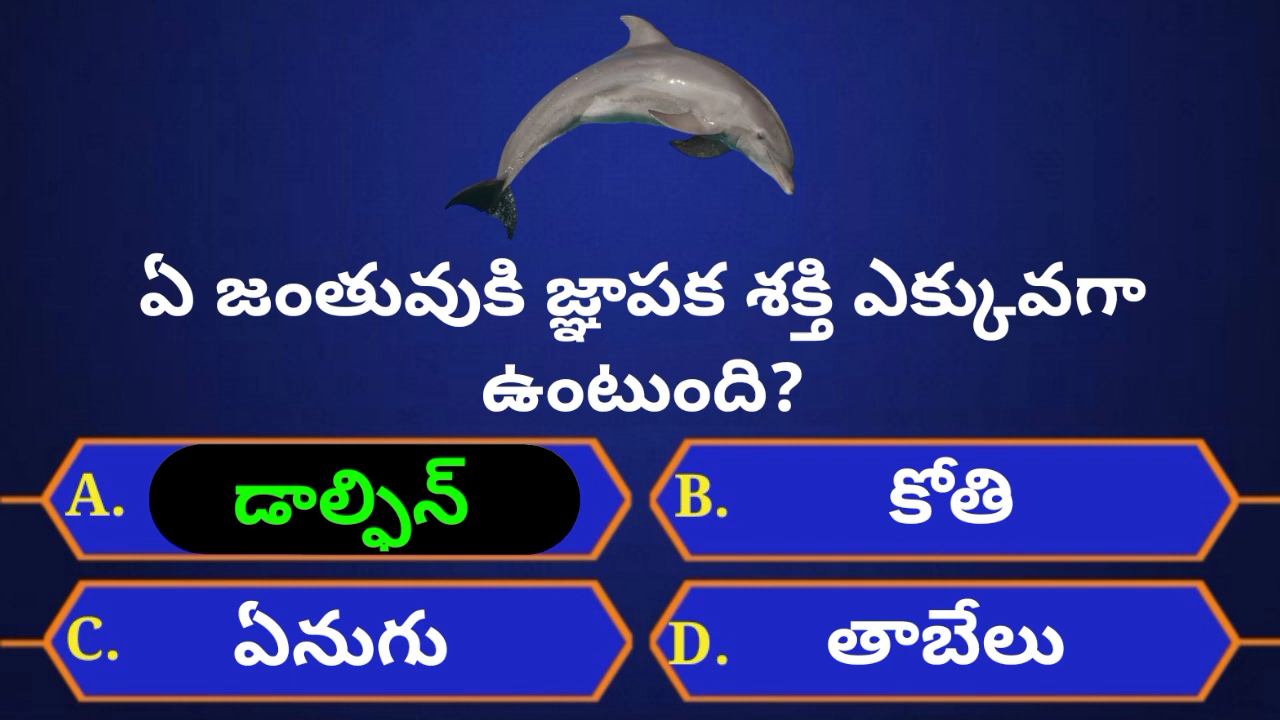 ఏ జంతువుకి జ్ఞాపక శక్తి ఎక్కువగా
ఉంటుంది?
A. డాల్ఫిన్
B. కోతి
C. ఏనుగు
D. తాబేలు